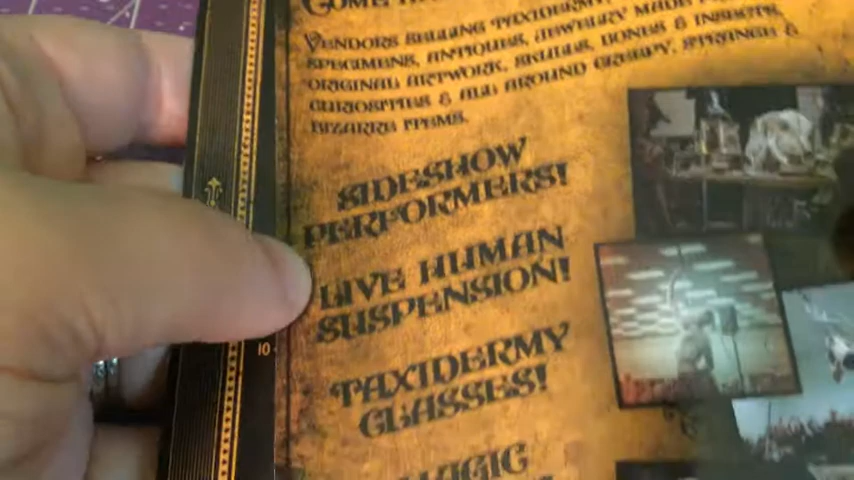 COME
VENDORS SELLING TAXIDERMY,
SPECIMENS, ANTIQUES, JEWELRY MADE
ORIGINAL ARTWORK, SKULLS, BONES & INSECTS,
CURIOSITIES & ALL AROUND CREEPY, STRANGE &
BIZARRE ITEMS.
SIDESHOW
PERFORMERS!
LIVE HUMAN
SUSPENSION!
TAXIDERMY
CLASSES!
MAGIC
10